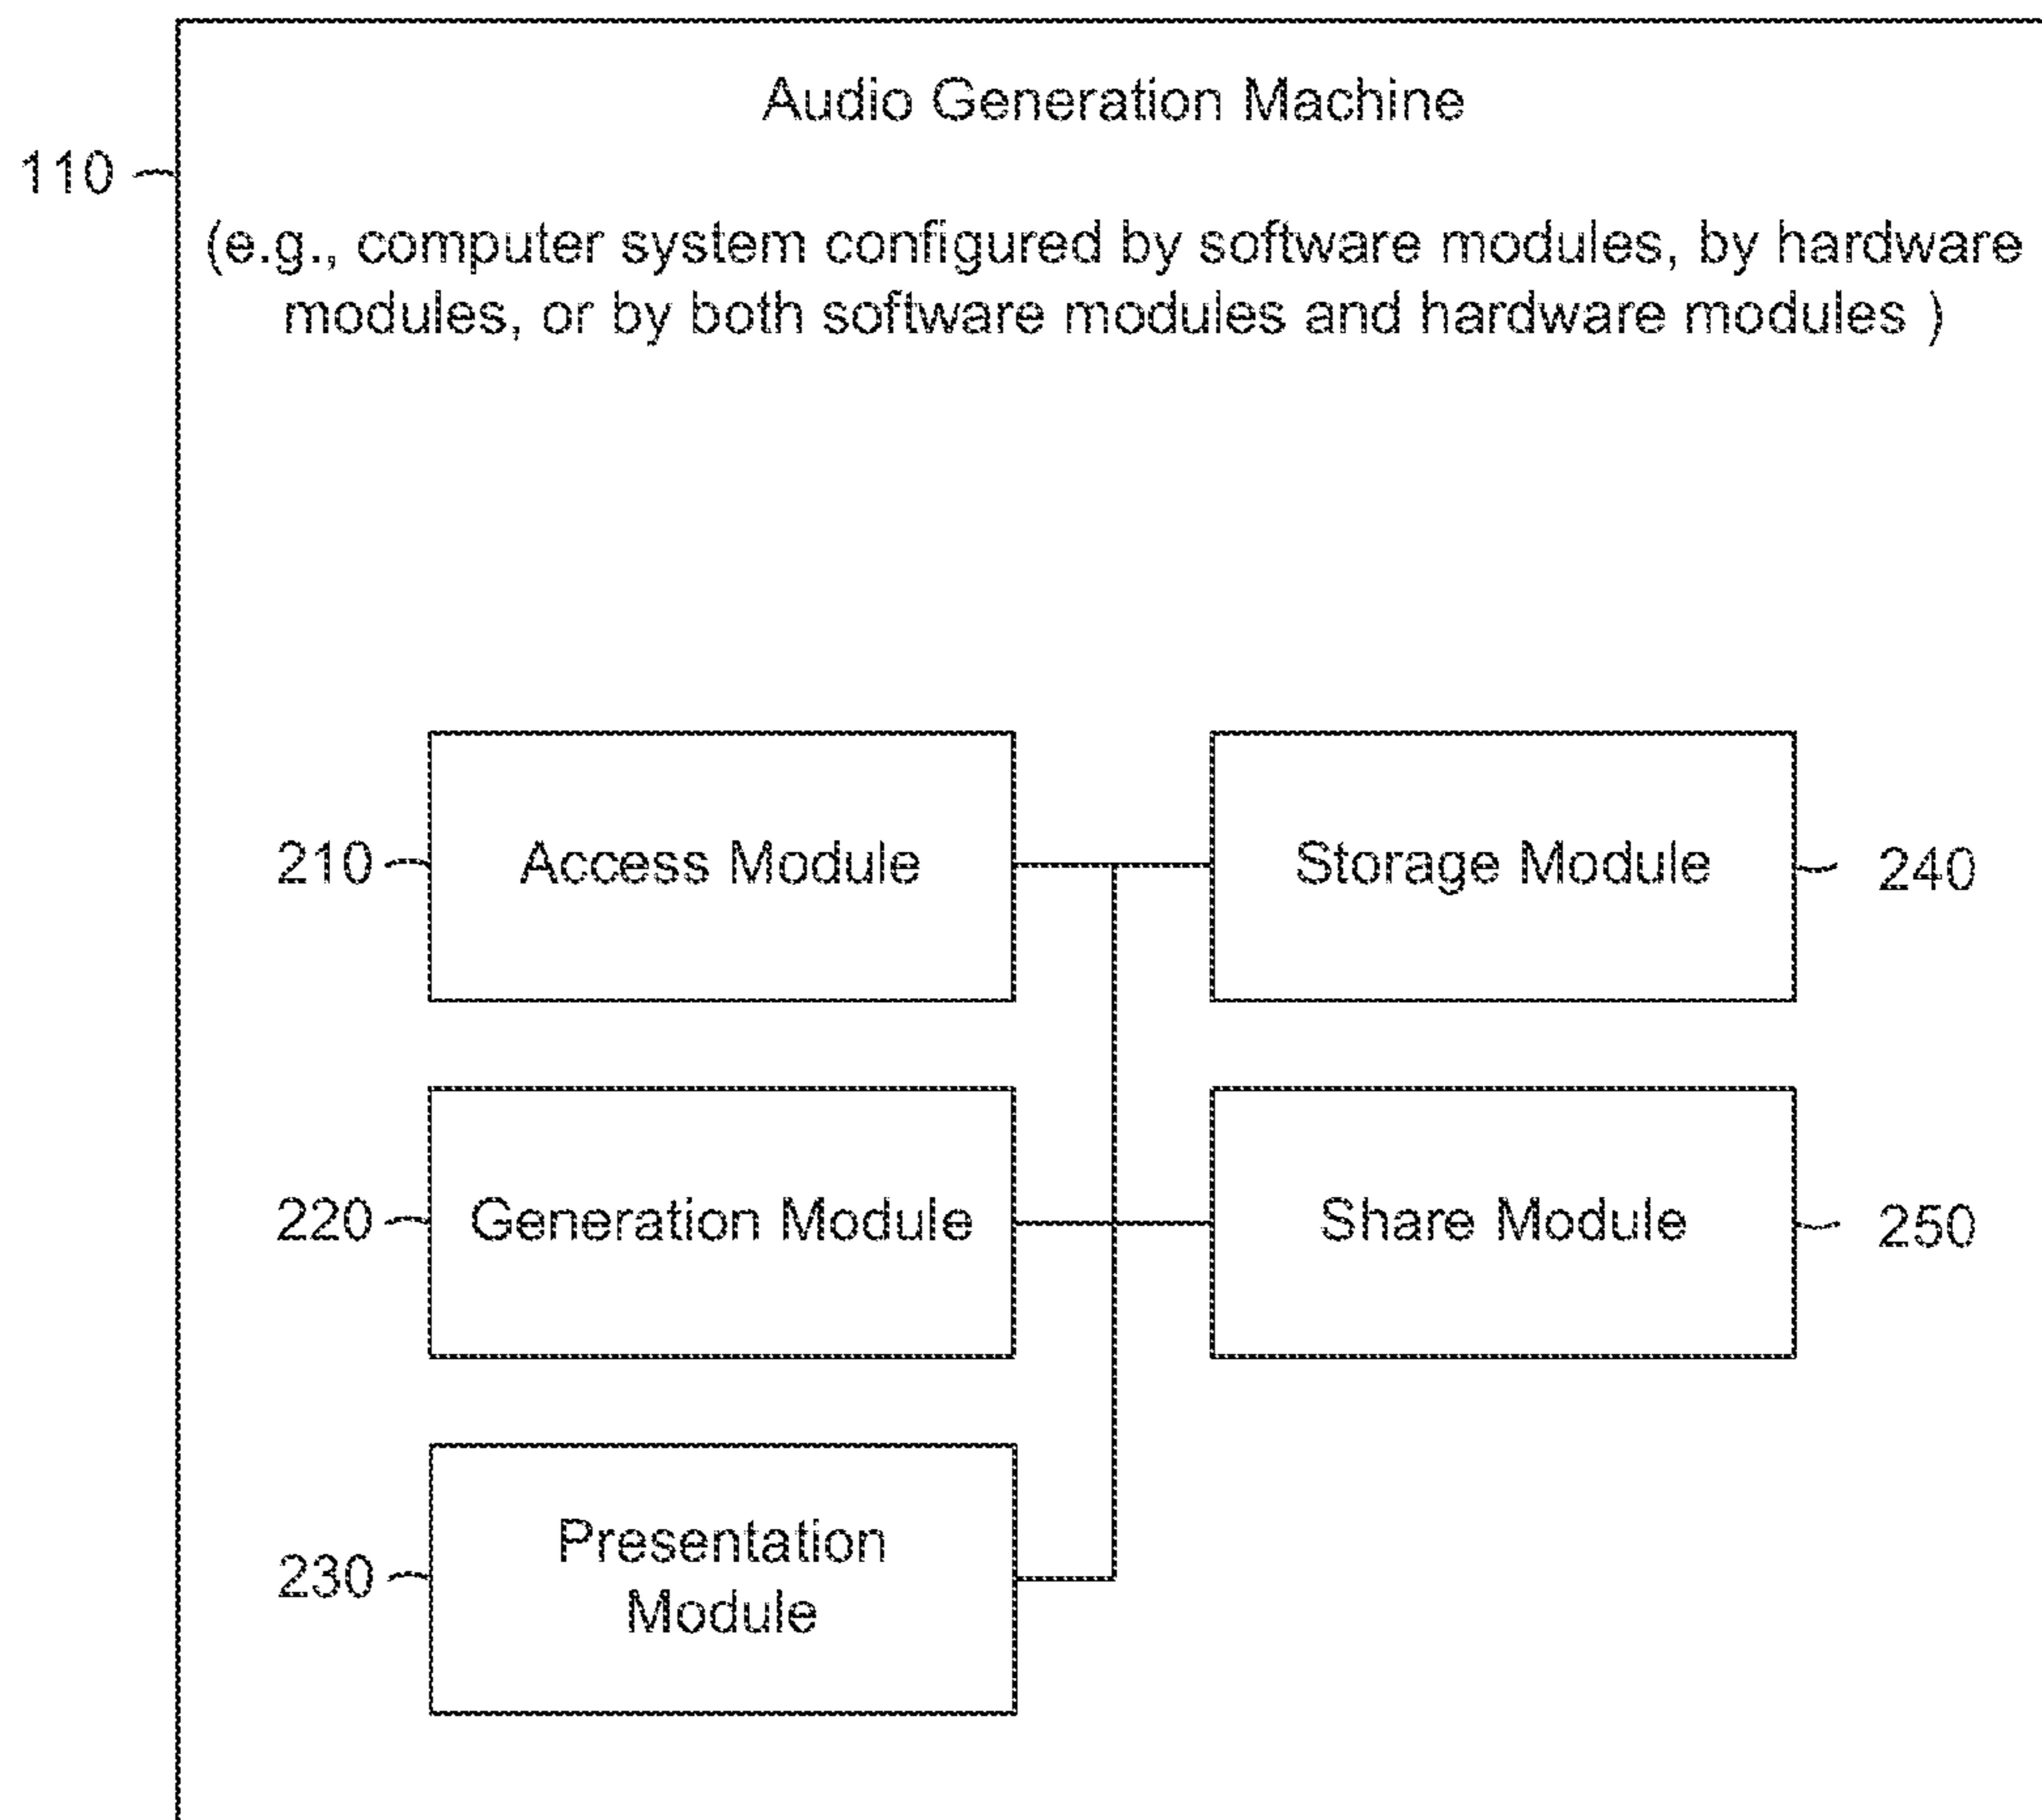 Audio Generation Machine
110
(e.g., computer system configured by software modules, by hardware
modules, or by both software modules and hardware modules )
210
Access Module
Storage Module
240
220
Generation Module
Share Module
250
230
Presentation
Module